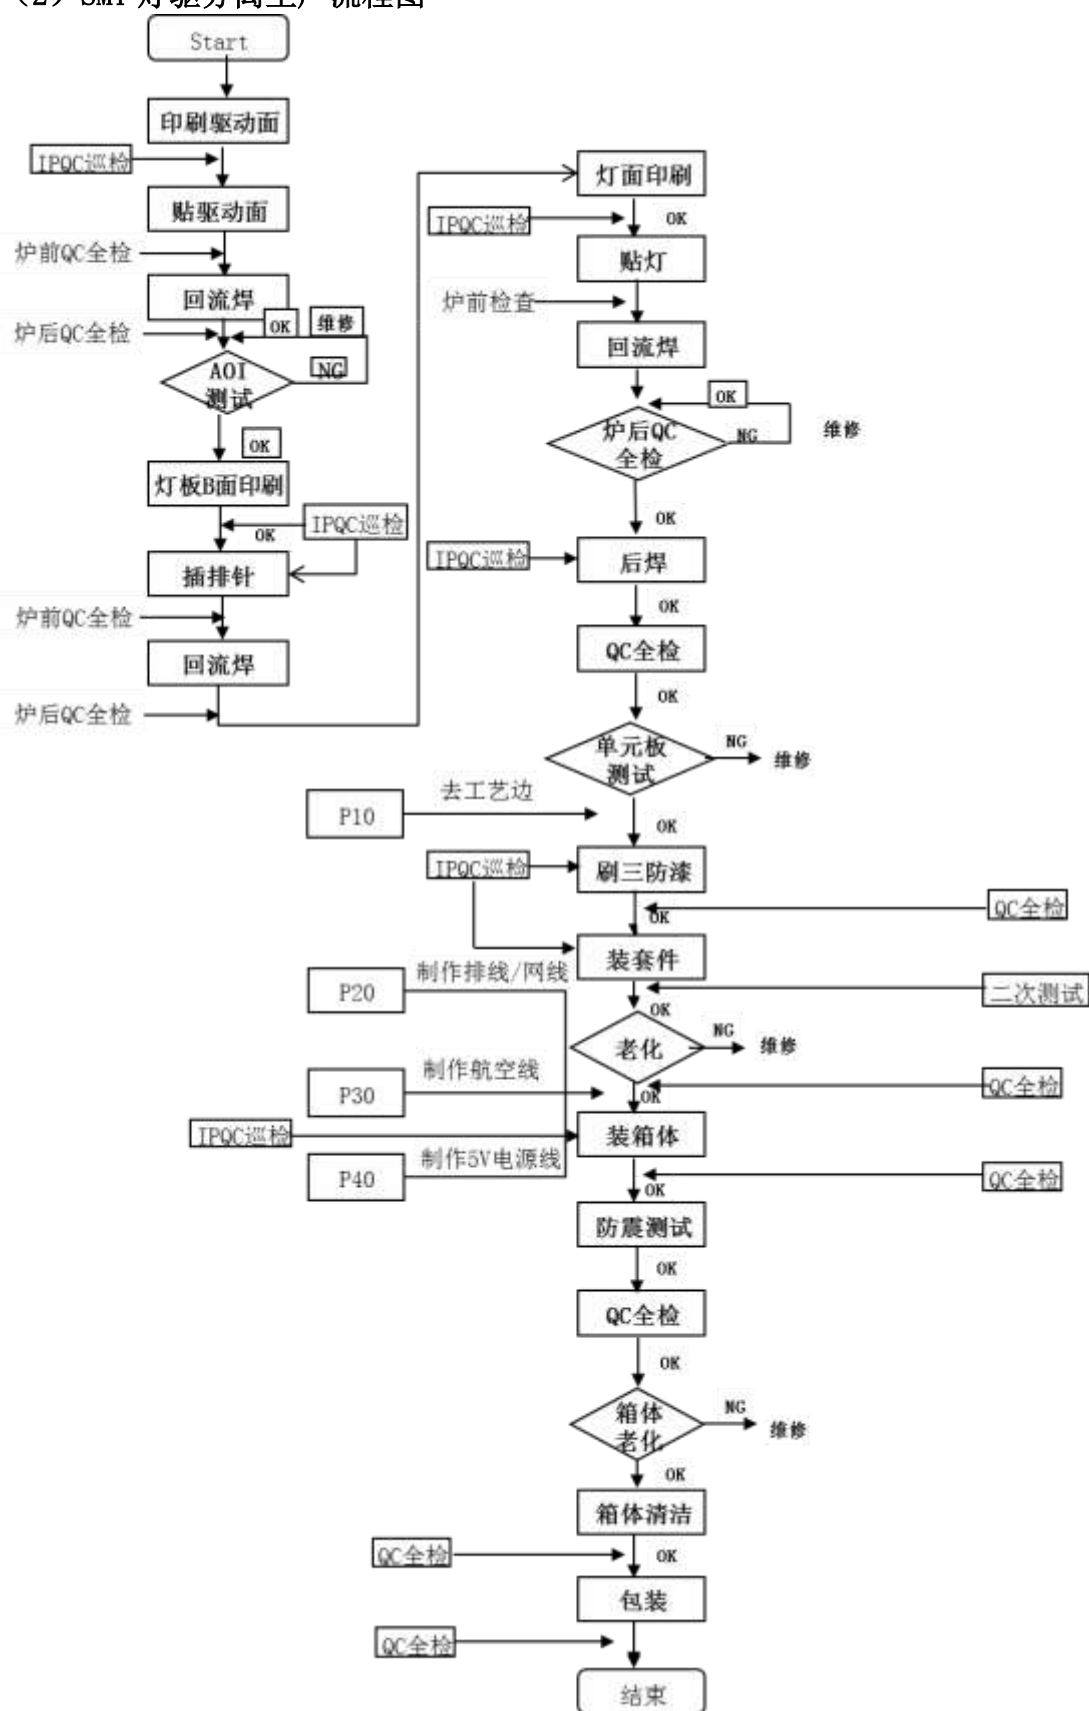 （2）SMT 灯驱分离生产流程图
Start
印刷驱动面
IPQC巡检
贴驱动面
炉前QC全检
回流焊
炉后QC全检
OK
维修
AOI
测试
NG
OK
灯板B面印刷
IPQC巡检
OK
插排针
炉前QC全检
回流焊
炉后QC全检
灯面印刷
IPQC巡检
OK
贴灯
炉前检查
回流焊
OK
炉后QC
全检
NG
维修
OK
IPQC巡检
后焊
OK
QC全检
OK
单元板
测试
NG
维修
去工艺边
P10
OK
IPQC巡检
刷三防漆
QC全检
OK
装套件
制作排线/网线
P20
二次测试
OK
老化
NG
维修
制作航空线
P30
QC全检
OK
IPQC巡检
装箱体
制作5V电源线
P40
QC全检
OK
防震测试
OK
QC全检
OK
箱体
老化
NG
维修
OK
箱体清洁
QC全检
OK
包装
QC全检
结束